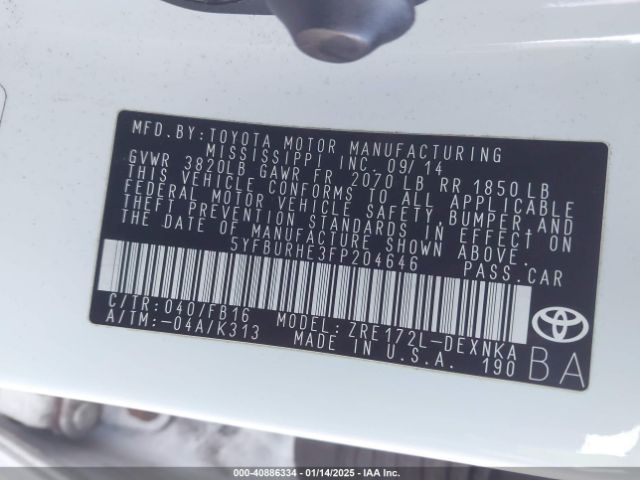 MFD. BY: TOYOTA MOTOR MANUFACTURING
MISSISSIPPI INC. 09/14
GVWR 3820LB GAWR FR 2070 LB RR 1850 LB
THIS VEHICLE CONFORMS TO ALL APPLICABLE
FEDERAL MOTOR VEHICLE SAFETY, BUMPER, AND
THEFT PREVENTION STANDARDS IN EFFECT ON
THE DATE OF MANUFACTURE SHOWN ABOVE.
5YFBURHE3FP204646 PASS.CAR
C/TR: 040/FB16 MODEL: ZRE172L-DEXNKA
A/TM: -04A/K313 MADE IN U.S.A. 190
BA
000-40886334 | 01/14/2025 | IAA Inc.